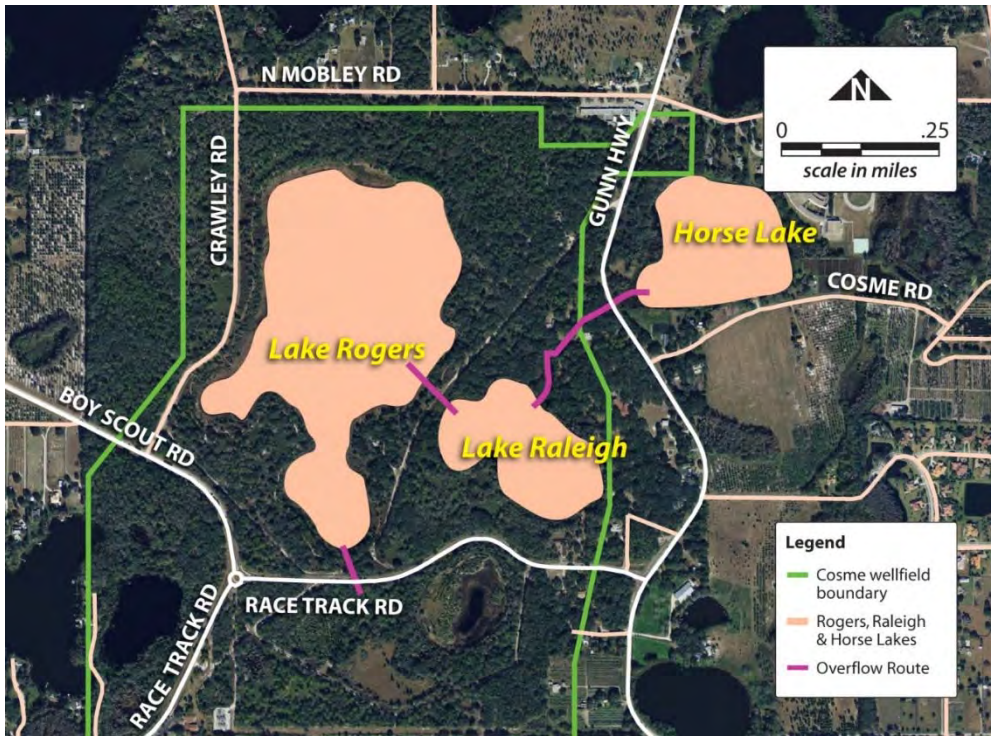 N MOBLEY RD
N
0 .25
scale in miles
CRAWLEY RD
GUNN HWY
Horse Lake
COSME RD
Lake Rogers
BOY SCOUT RD
Lake Raleigh
RACE TRACK RD
RACE TRACK RD
Legend
Cosme wellfield
boundary
Rogers, Raleigh
& Horse Lakes
Overflow Route